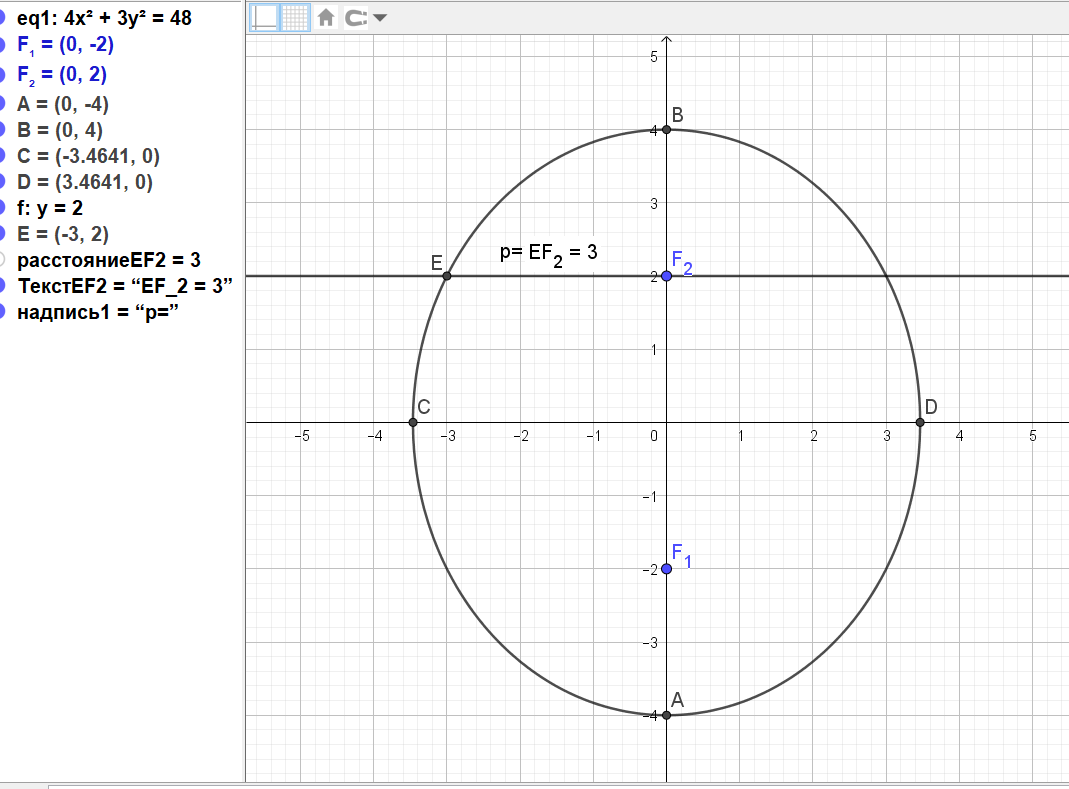 eq1: 4x² + 3y² = 48
F₁ = (0, -2)
F₂ = (0, 2)
A = (0, -4)
B = (0, 4)
C = (-3.4641, 0)
D = (3.4641, 0)
f: y = 2
E = (-3, 2)
расстояниеEF2 = 3
ТекстEF2 = “EF_2 = 3”
надпись1 = “p=”
5
B
4
3
p= EF₂ = 3
E
F₂
2
1
C
D
-5 -4 -3 -2 -1 0 1 2 3 4 5
-1
F₁
-2
-3
A
-4